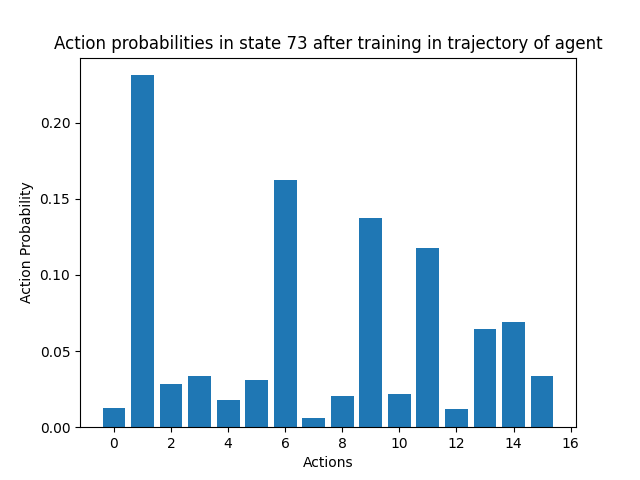 Action probabilities in state 73 after training in trajectory of agent
Action Probability
0.20
0.15
0.10
0.05
0.00
0 2 4 6 8 10 12 14 16
Actions